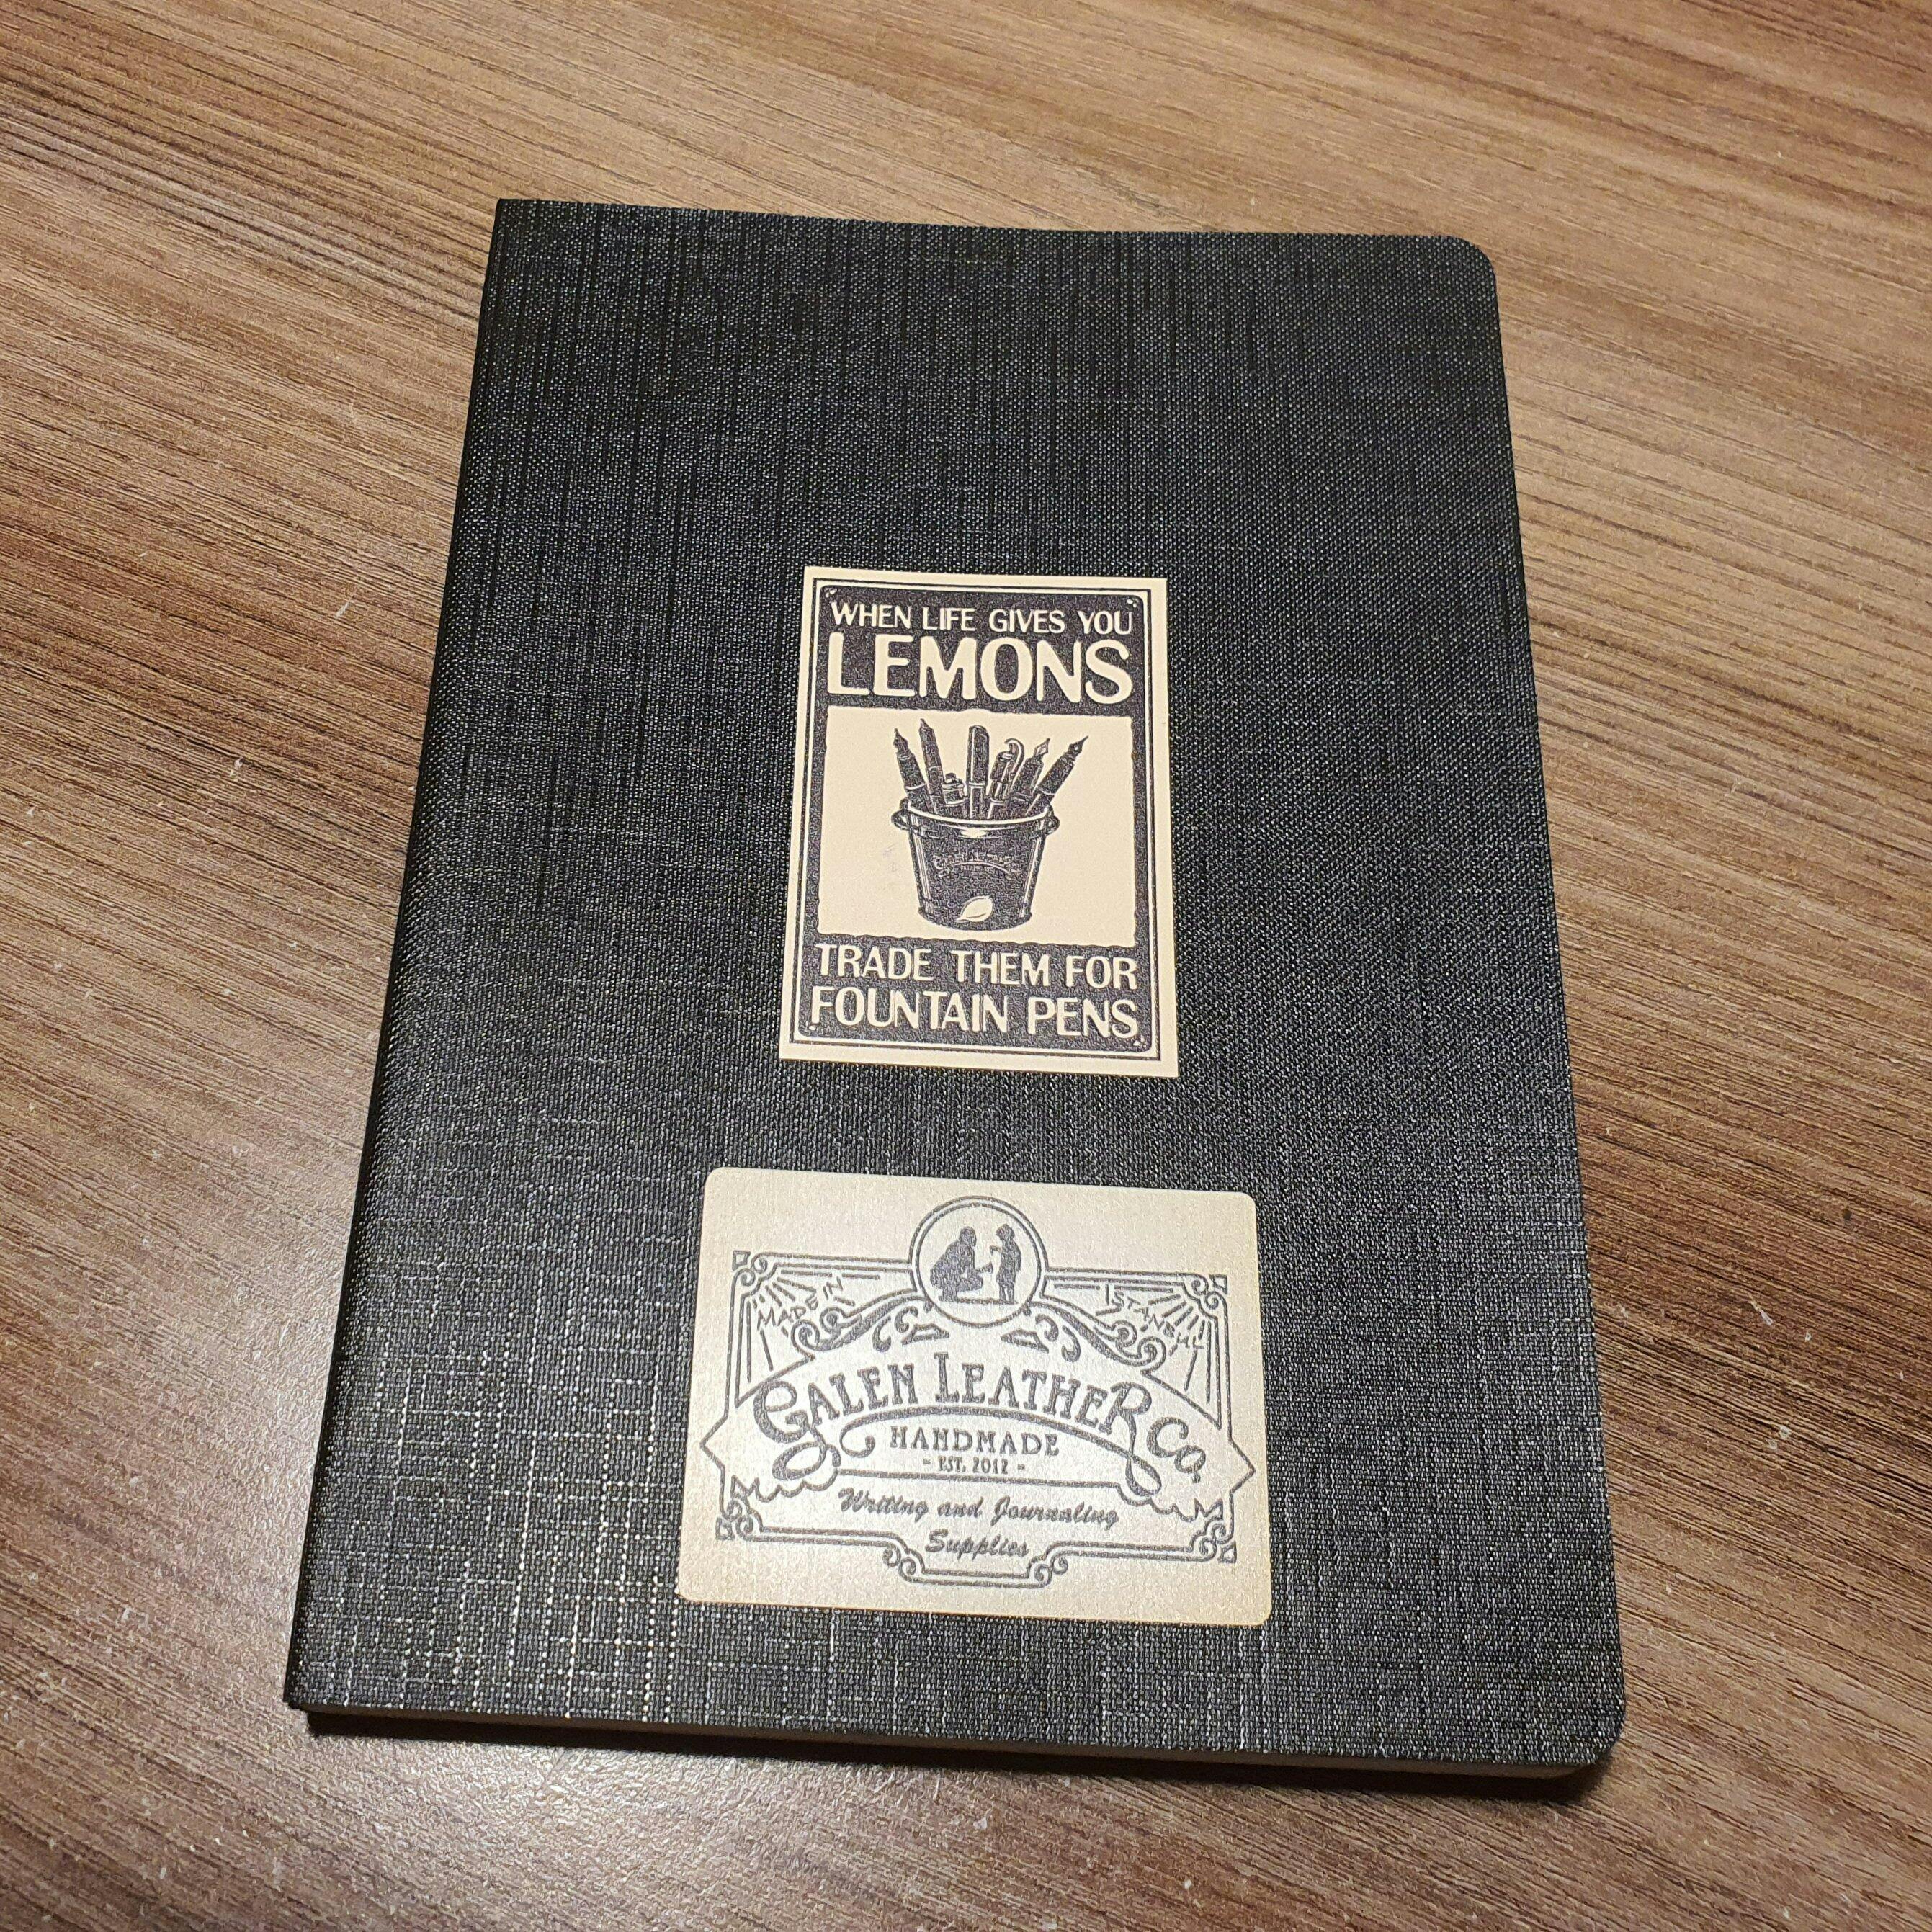 WHEN LIFE GIVES YOU
LEMONS
TRADE THEM FOR
FOUNTAIN PENS
MADE IN
ISTANBUL
GALEN LEATHER Co.
HANDMADE
- EST. 2012 -
Writing and Journaling
Supplies